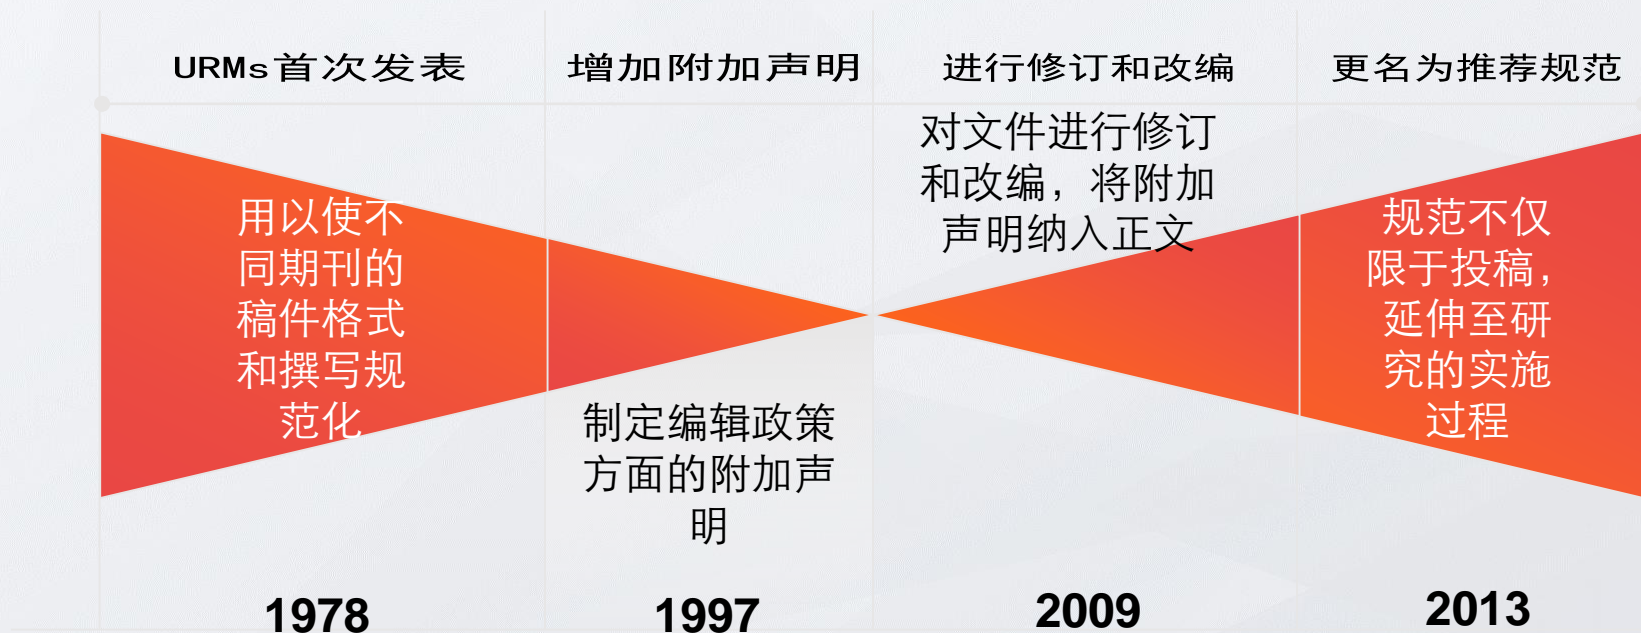 URMs首次发表
用以使不
同期刊的
稿件格式
和撰写规
范化
1978
增加附加声明
制定编辑政策
方面的附加声
明
1997
进行修订和改编
对文件进行修订
和改编，将附加
声明纳入正文
2009
更名为推荐规范
规范不仅
限于投稿，
延伸至研
究的实施
过程
2013